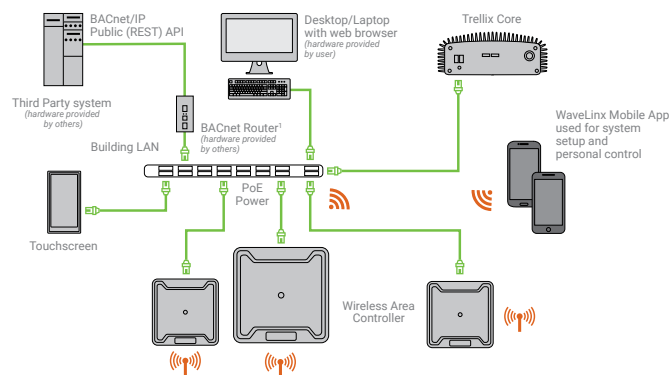 BACnet/IP
Public (REST) API
Desktop/Laptop
with web browser
(hardware provided
by user)
Trellix Core
Third Party system
(hardware provided
by others)
BACnet Router¹
(hardware provided
by others)
Building LAN
WaveLinx Mobile App
used for system
setup and
personal control
PoE
Power
Touchscreen
Wireless Area
Controller